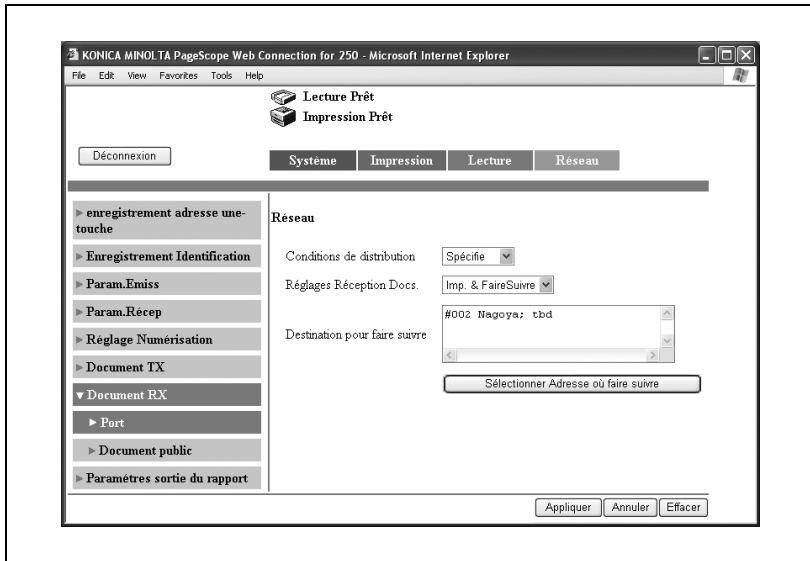 KONICA MINOLTA PageScope Web Connection for 250 - Microsoft Internet Explorer
File Edit View Favorites Tools Help
Lecture Prêt
Impression Prêt
Déconnexion
Système Impression Lecture Réseau
enregistrement adresse une-
touche
Enregistrement Identification
Param.Emiss
Param.Récep
Réglage Numérisation
Document TX
Document RX
Port
Document public
Paramétres sortie du rapport
Réseau
Conditions de distribution Spécifie
Réglages Réception Docs. Imp. & FaireSuivre
Destination pour faire suivre #002 Nagoya; tbd
Sélectionner Adresse où faire suivre
Appliquer Annuler Effacer